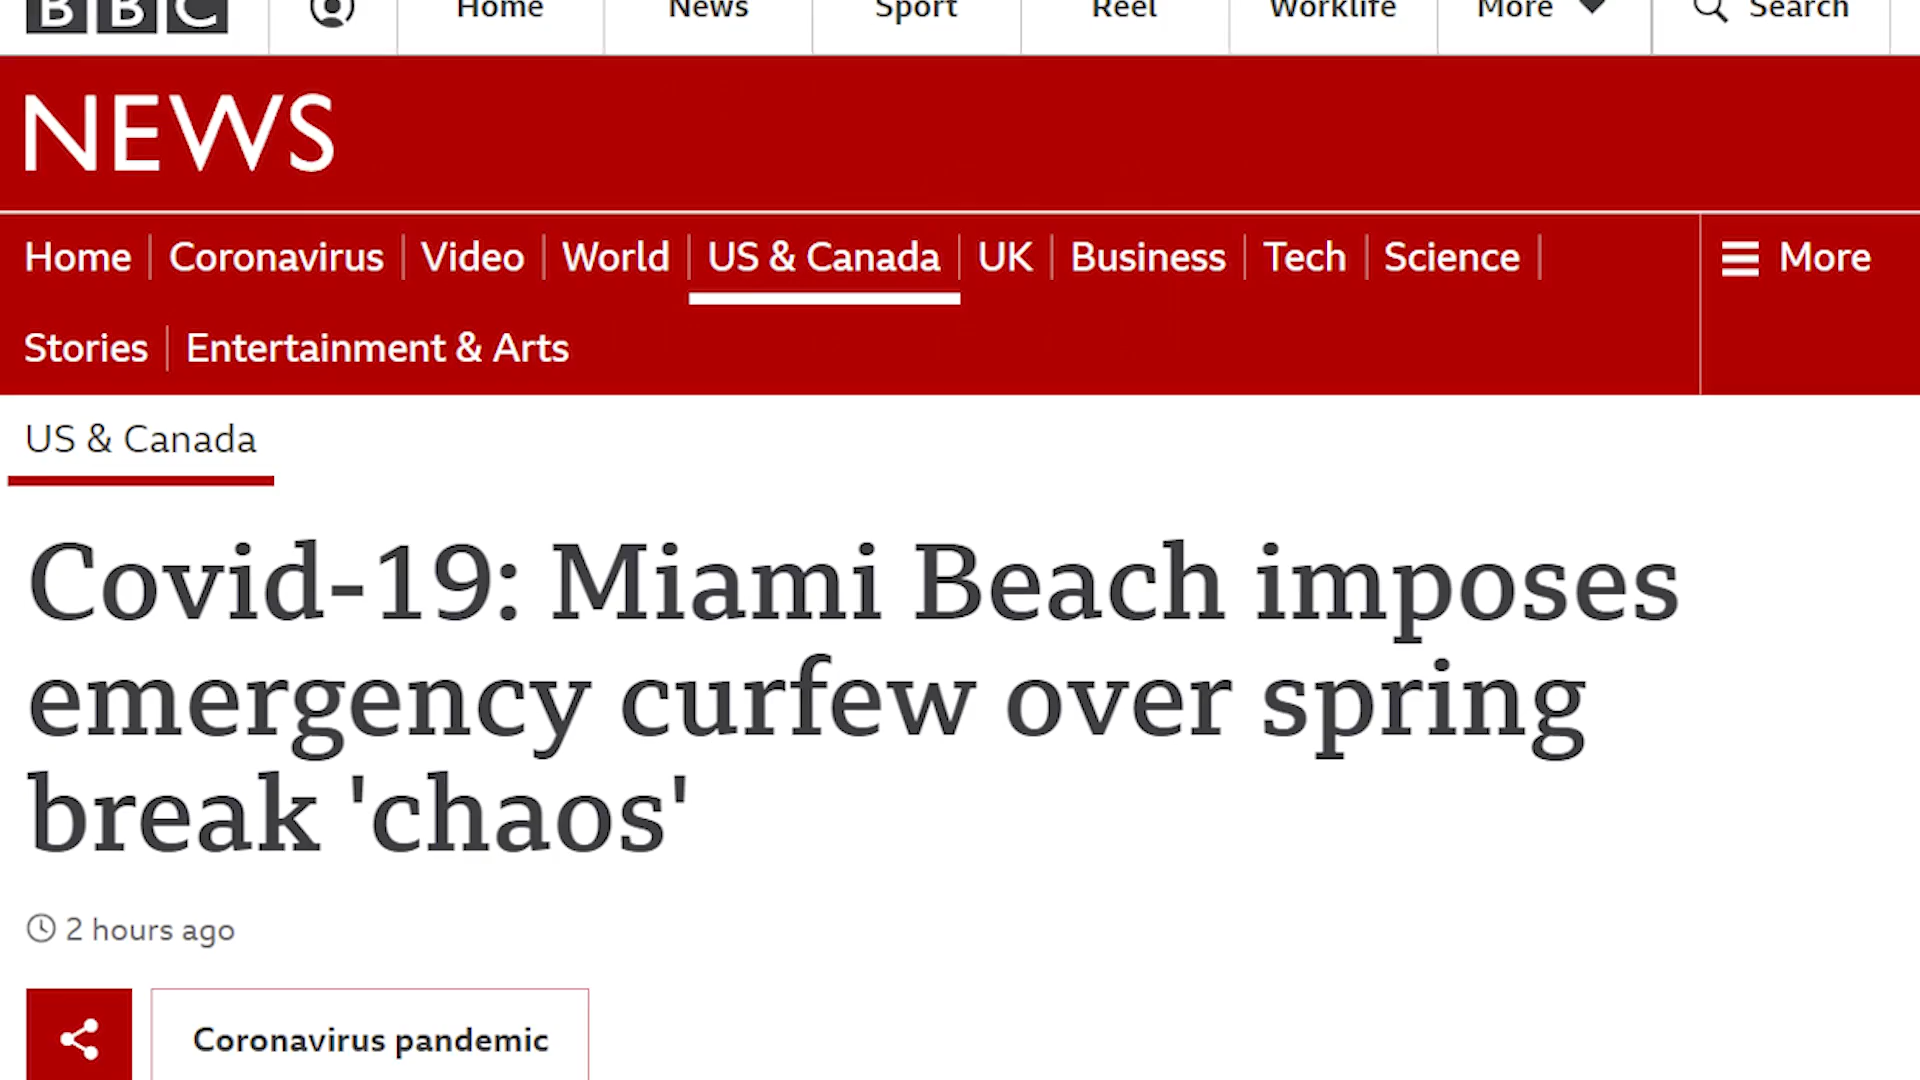 BBC Home News Sport Reel Worklife More Search
NEWS
Home Coronavirus Video World US & Canada UK Business Tech Science More
Stories Entertainment & Arts
US & Canada
Covid-19: Miami Beach imposes
emergency curfew over spring
break 'chaos'
2 hours ago
Coronavirus pandemic